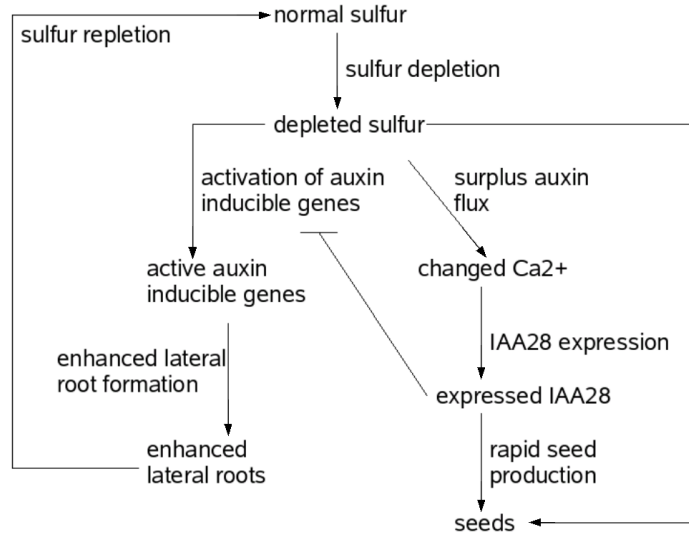 normal sulfur
sulfur repletion
sulfur depletion
depleted sulfur
activation of auxin
inducible genes
surplus auxin
flux
active auxin
inducible genes
changed Ca2+
IAA28 expression
enhanced lateral
root formation
expressed IAA28
enhanced
lateral roots
rapid seed
production
seeds